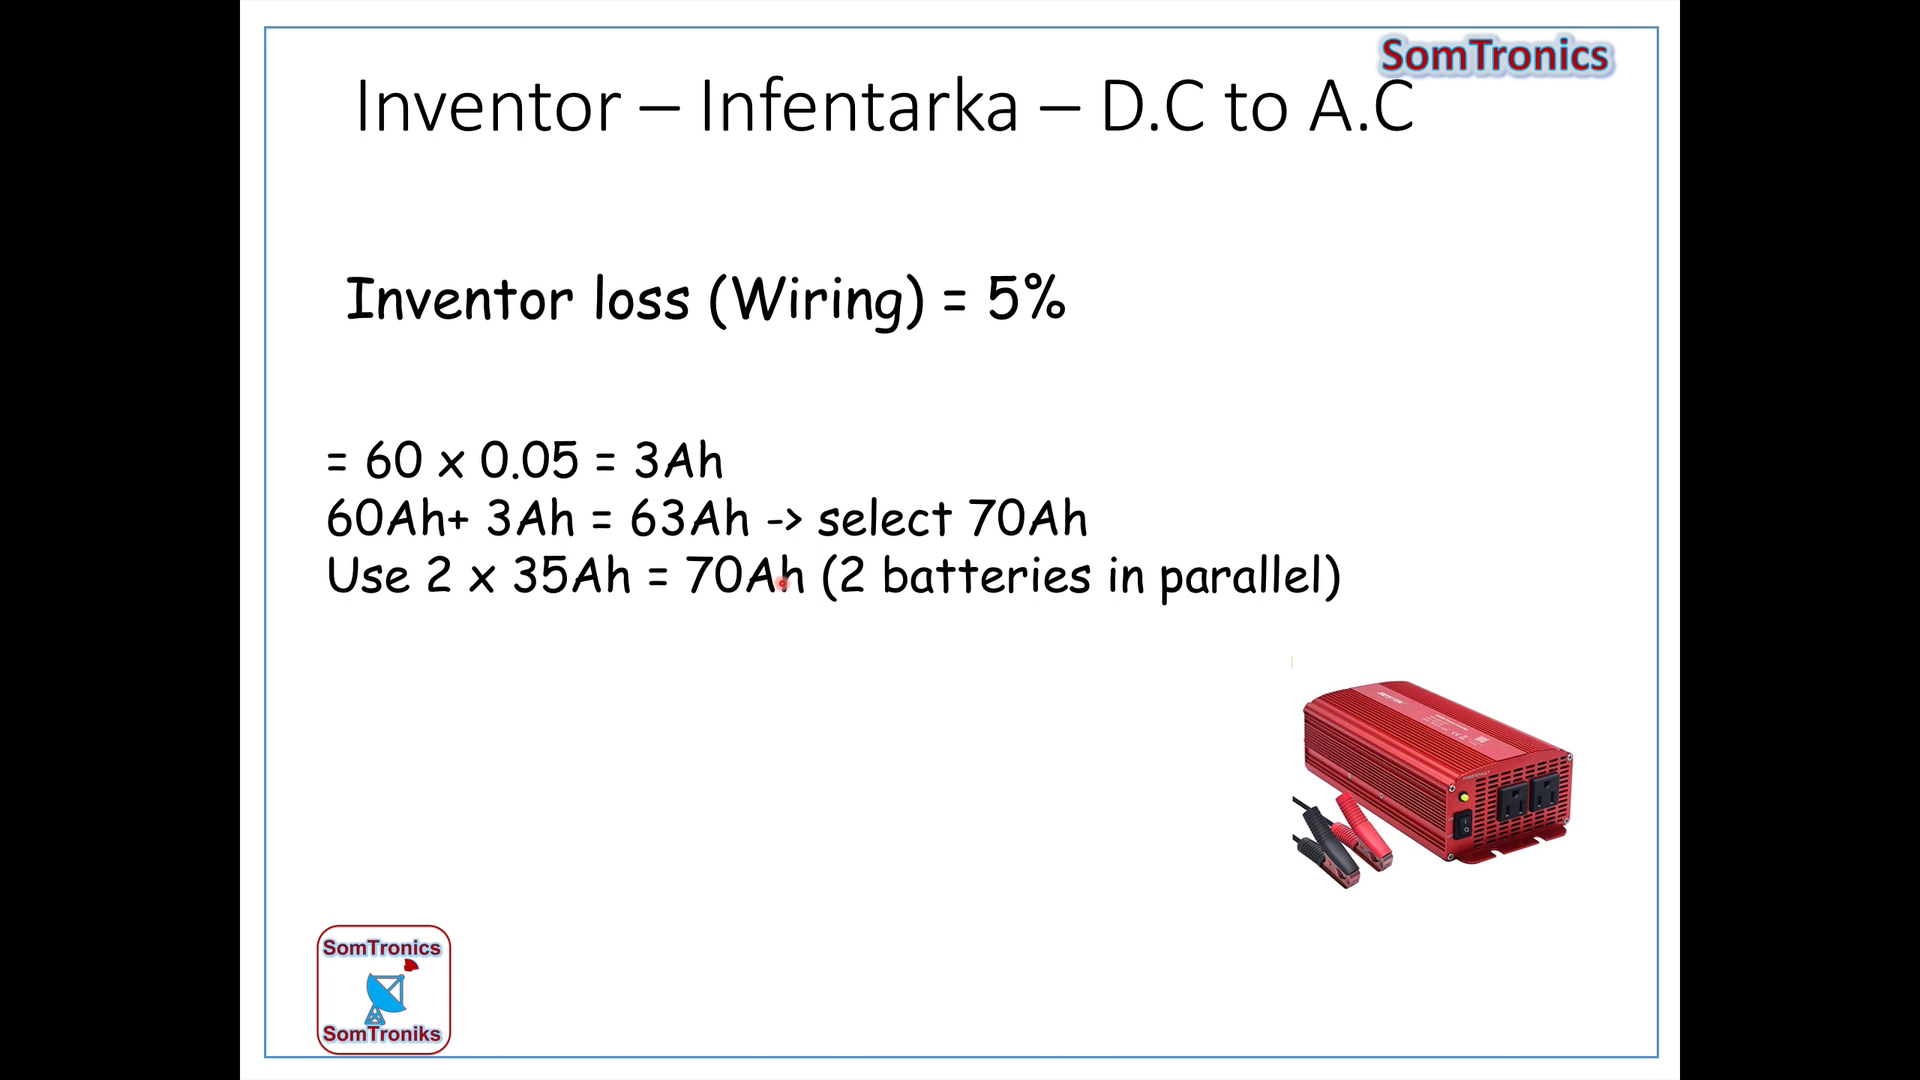 SomTronics
Inventor – Infentarka – D.C to A.C
Inventor loss (Wiring) = 5%
= 60 x 0.05 = 3Ah
60Ah+ 3Ah = 63Ah -> select 70Ah
Use 2 x 35Ah = 70Ah (2 batteries in parallel)
BESTEK
SomTronics
SomTroniks